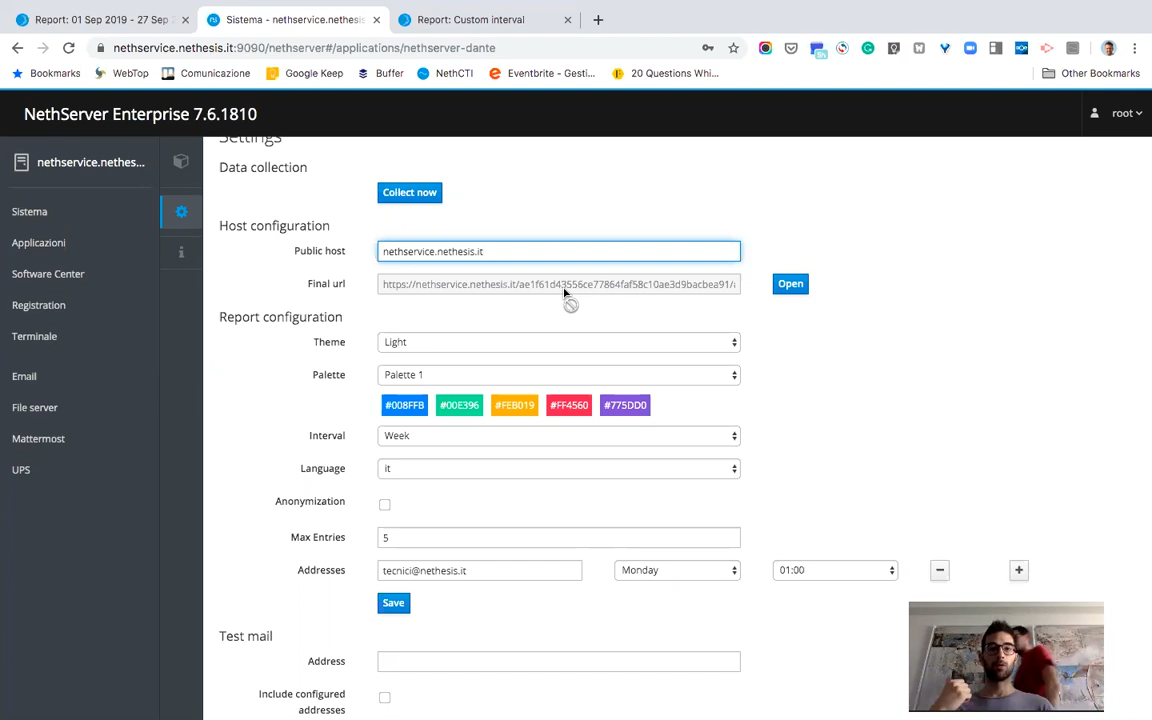 Report: 01 Sep 2019 - 27 Sep
Sistema - nethservice.nethesis
Report: Custom interval
nethservice.nethesis.it:9090/nethserver#/applications/nethserver-dante
Bookmarks
WebTop
Comunicazione
Google Keep
Buffer
NethCTI
Eventbrite - Gesti...
20 Questions Whi...
Other Bookmarks
NethServer Enterprise 7.6.1810
root
nethservice.nethes...
Sistema
Applicazioni
Software Center
Registration
Terminale
Email
File server
Mattermost
UPS
Settings
Data collection
Collect now
Host configuration
Public host
nethservice.nethesis.it
Final url
https://nethservice.nethesis.it/ae1f61d43556ce77864faf58c10ae3d9bacbea91/
Open
Report configuration
Theme
Light
Palette
Palette 1
#008FFB
#00E396
#FEB019
#FF4560
#775DD0
Interval
Week
Language
it
Anonymization
Max Entries
5
Addresses
tecnici@nethesis.it
Monday
01:00
Save
Test mail
Address
Include configured
addresses